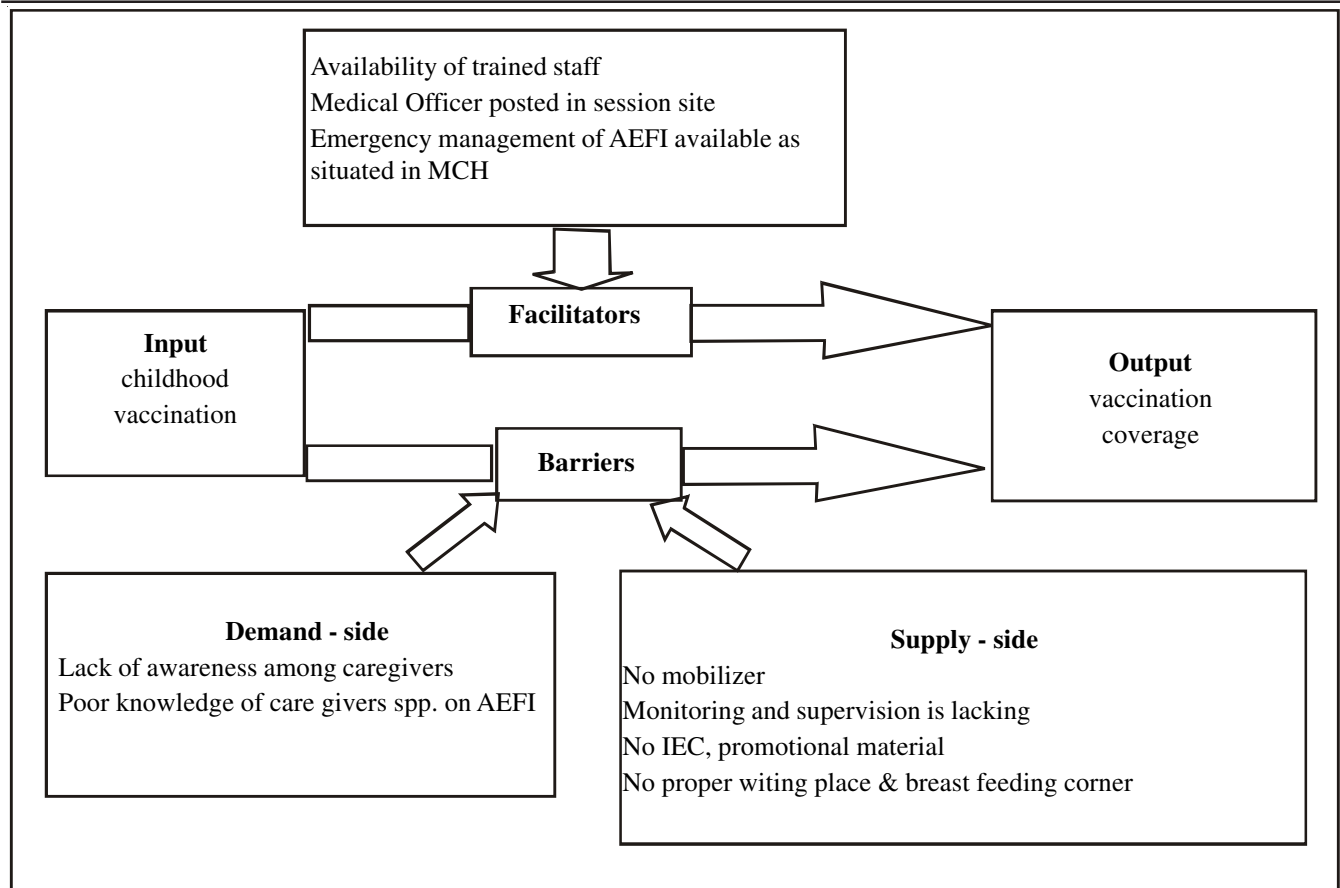 Availability of trained staff
Medical Officer posted in session site
Emergency management of AEFI available as
situated in MCH
Facilitators
Input
childhood
vaccination
Output
vaccination
coverage
Barriers
Demand - side
Lack of awareness among caregivers
Poor knowledge of care givers spp. on AEFI
Supply - side
No mobilizer
Monitoring and supervision is lacking
No IEC, promotional material
No proper witing place & breast feeding corner